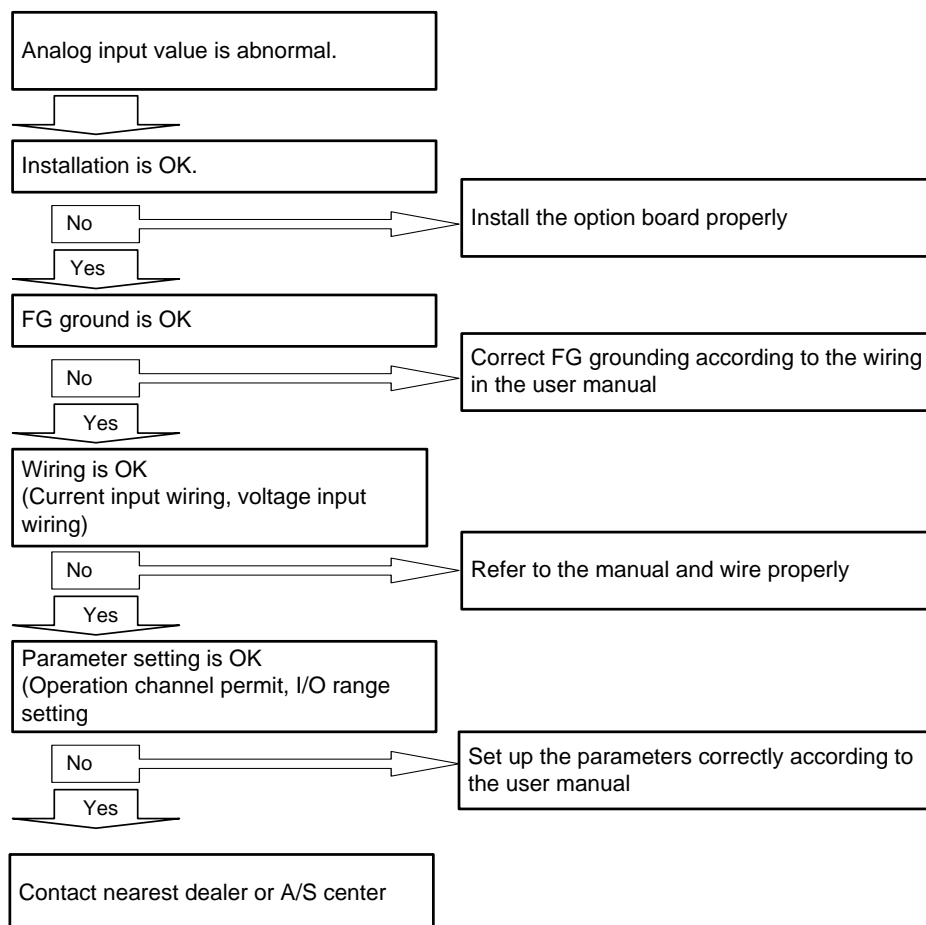 Analog input value is abnormal.
Installation is OK.
No
Install the option board properly
Yes
FG ground is OK
No
Correct FG grounding according to the wiring
in the user manual
Yes
Wiring is OK
(Current input wiring, voltage input
wiring)
No
Refer to the manual and wire properly
Yes
Parameter setting is OK
(Operation channel permit, I/O range
setting
No
Set up the parameters correctly according to
the user manual
Yes
Contact nearest dealer or A/S center